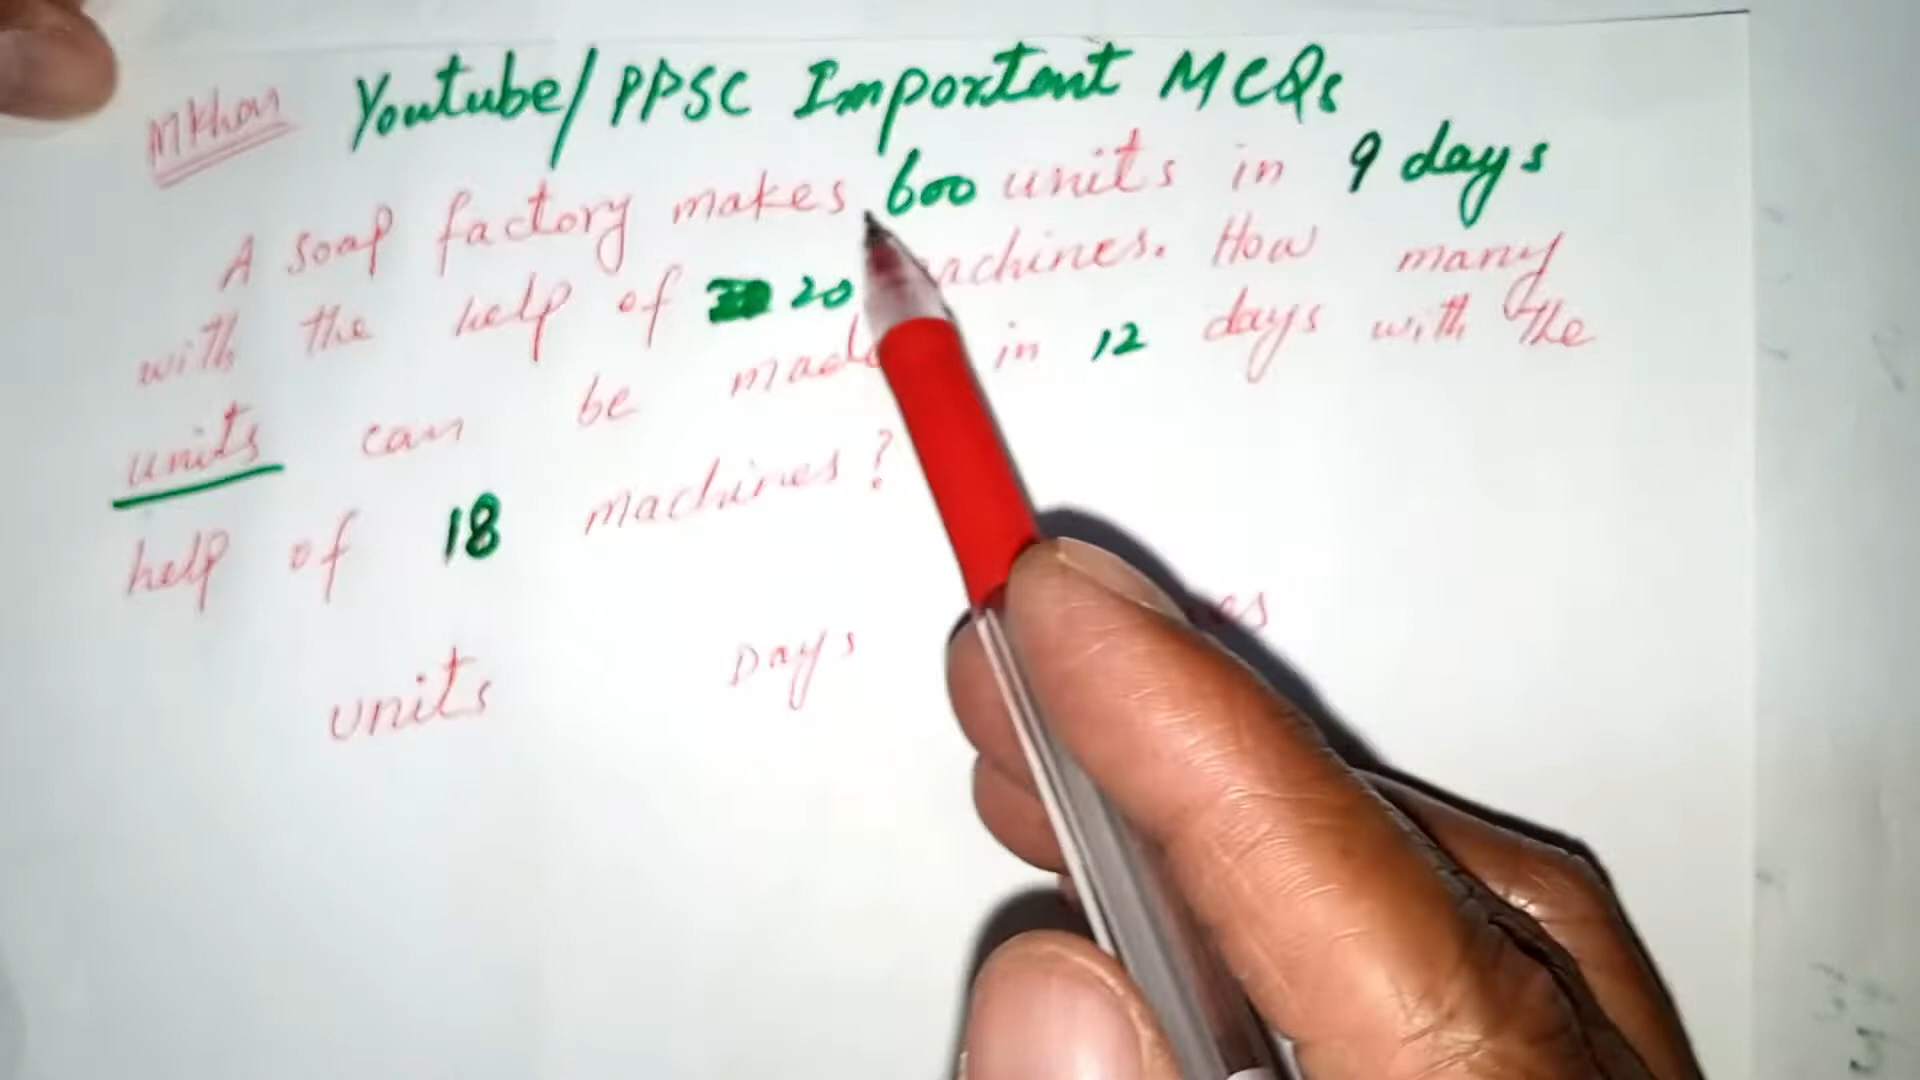 Mkhan Youtube/PPSC Important MCQs
A soap factory makes 600 units in 9 days
with the help of 20 machines. How many
units can be made in 12 days with the
help of 18 machines?
units Days